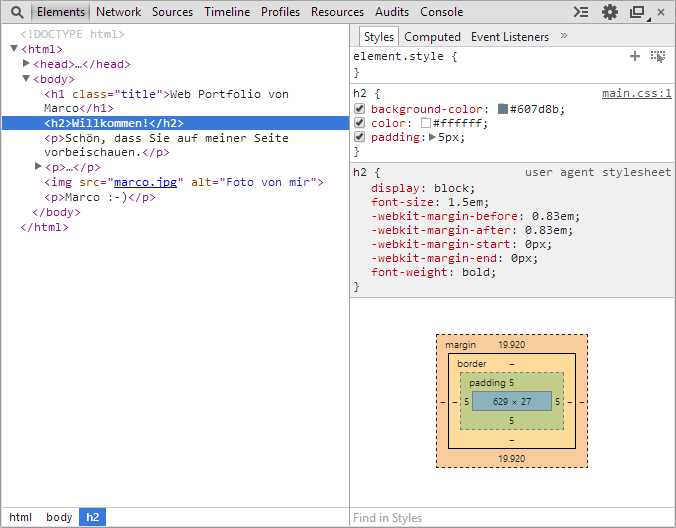 Elements Network Sources Timeline Profiles Resources Audits Console
<!DOCTYPE html>
<html>
<head>…</head>
<body>
<h1 class="title">Web Portfolio von
Marco</h1>
<h2>Willkommen!</h2>
<p>Schön, dass Sie auf meiner Seite
vorbeischauen.</p>
<p>…</p>
<img src="marco.jpg" alt="Foto von mir">
<p>Marco :-)</p>
</body>
</html>
html body h2
Styles Computed Event Listeners »
element.style {
}
h2 { main.css:1
background-color: #607d8b;
color: #ffffff;
padding: 5px;
}
h2 { user agent stylesheet
display: block;
font-size: 1.5em;
-webkit-margin-before: 0.83em;
-webkit-margin-after: 0.83em;
-webkit-margin-start: 0px;
-webkit-margin-end: 0px;
font-weight: bold;
}
margin 19.920
border –
padding 5
– – 5 629 × 27 5 – –
5
–
19.920
Find in Styles